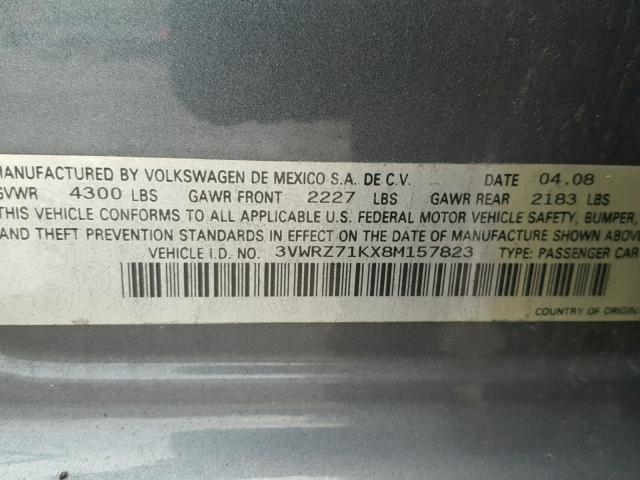 MANUFACTURED BY VOLKSWAGEN DE MEXICO S.A. DE C.V. DATE 04.08
GVWR 4300 LBS GAWR FRONT 2227 LBS GAWR REAR 2183 LBS
THIS VEHICLE CONFORMS TO ALL APPLICABLE U.S. FEDERAL MOTOR VEHICLE SAFETY, BUMPER,
AND THEFT PREVENTION STANDARDS IN EFFECT ON THE DATE OF MANUFACTURE SHOWN ABOVE
VEHICLE I.D. NO. 3VWRZ71KX8M157823 TYPE: PASSENGER CAR
COUNTRY OF ORIGIN: